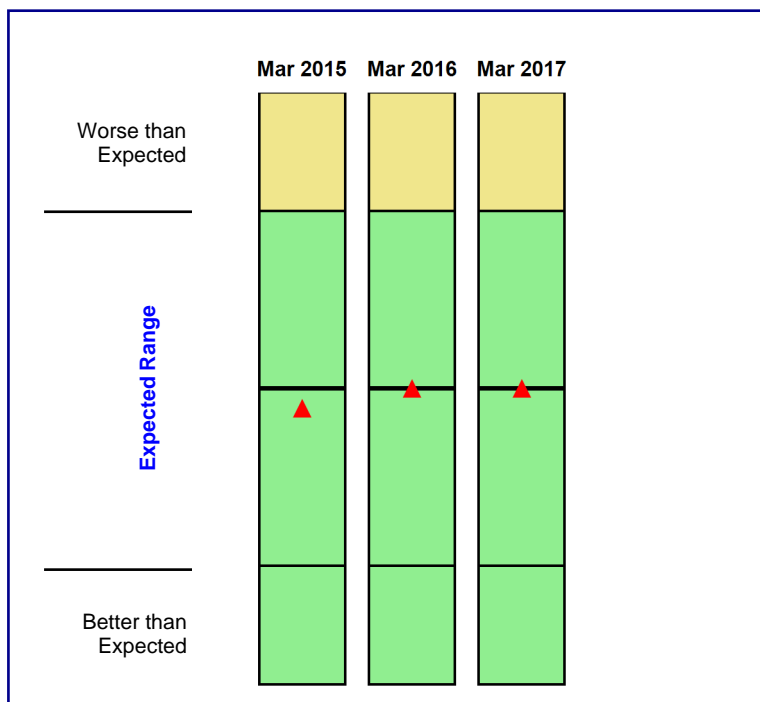 Mar 2015 Mar 2016 Mar 2017
Worse than
Expected
Expected Range
Better than
Expected